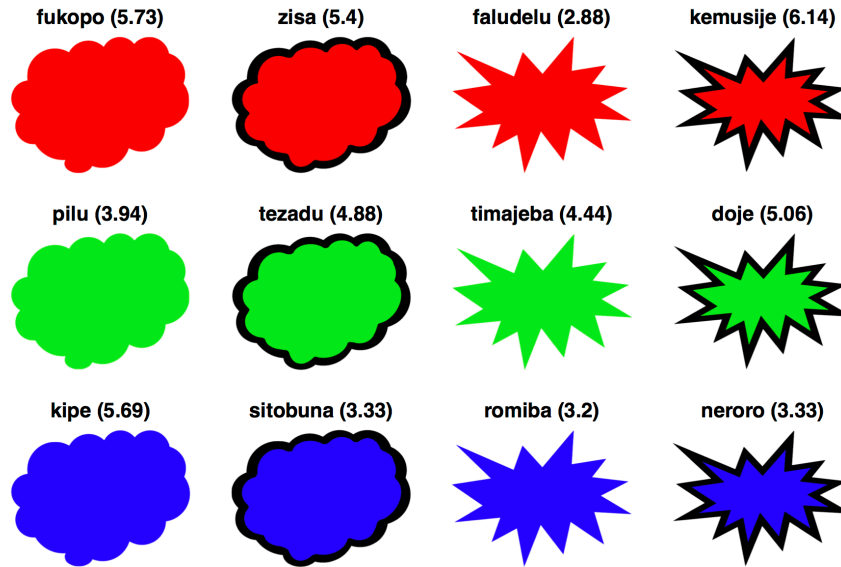 fukopo (5.73) zisa (5.4) faludelu (2.88) kemusije (6.14)
pilu (3.94) tezadu (4.88) timajeba (4.44) doje (5.06)
kipe (5.69) sitobuna (3.33) romiba (3.2) neroro (3.33)